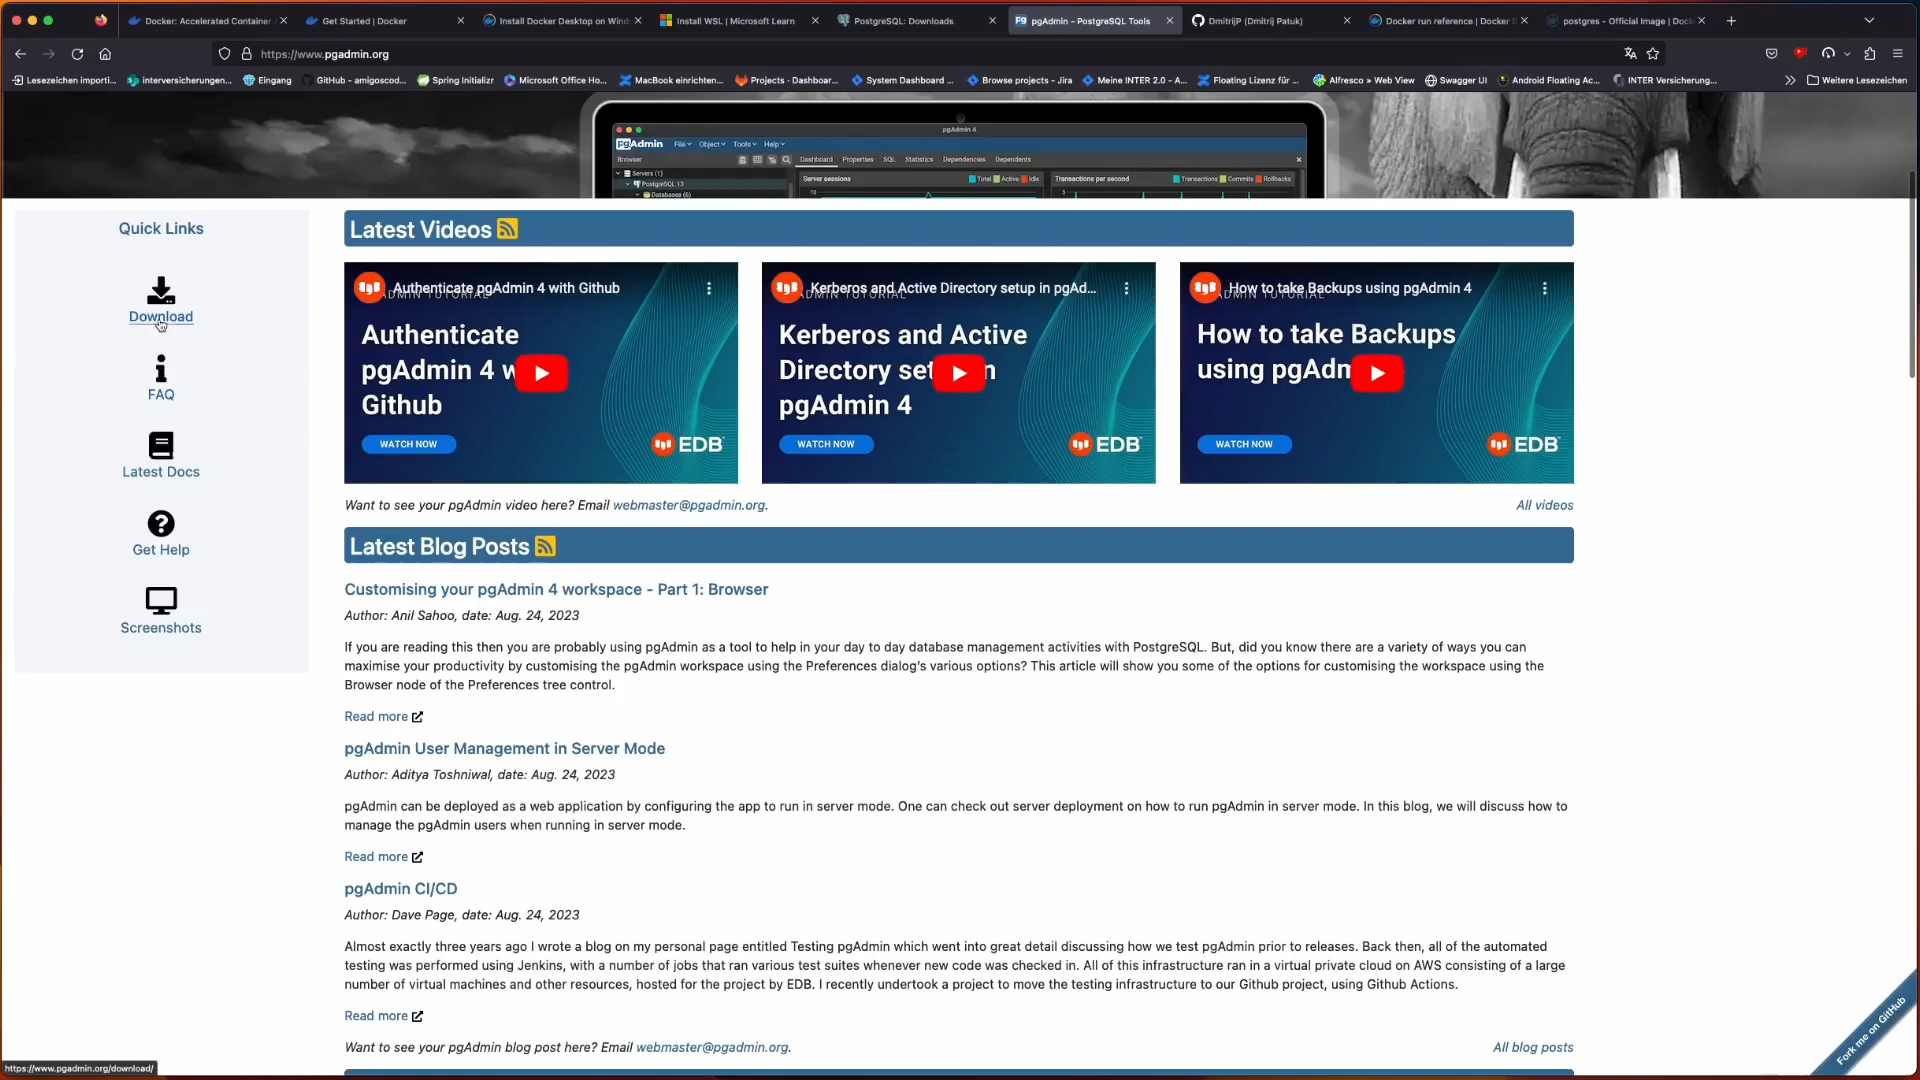 Docker: Accelerated Container
Get Started | Docker
Install Docker Desktop on Wind
Install WSL | Microsoft Learn
PostgreSQL: Downloads
pgAdmin - PostgreSQL Tools
DmitrijP (Dmitrij Patuk)
Docker run reference | Docker D
postgres - Official Image | Dock
https://www.pgadmin.org
Lesezeichen importi...
interversicherungen...
Eingang
GitHub - amigoscod...
Spring Initializr
Microsoft Office Ho...
MacBook einrichten...
Projects · Dashboar...
System Dashboard ...
Browse projects - Jira
Meine INTER 2.0 - A...
Floating Lizenz für ...
Alfresco » Web View
Swagger UI
Android Floating Ac...
INTER Versicherung...
Weitere Lesezeichen
pgAdmin 4
pgAdmin File Object Tools Help
Browser
Dashboard Properties SQL Statistics Dependencies Dependents
Servers (1)
PostgreSQL 13
Databases (6)
Server sessions
Total Active Idle
Transactions per second
Transactions Commits Rollbacks
Quick Links
Download
FAQ
Latest Docs
Get Help
Screenshots
Latest Videos
Authenticate pgAdmin 4 with Github
Authenticate
pgAdmin 4 w
Github
WATCH NOW
EDB
Kerberos and Active Directory setup in pgAd...
Kerberos and Active
Directory set n
pgAdmin 4
WATCH NOW
EDB
How to take Backups using pgAdmin 4
How to take Backups
using pgAdm
WATCH NOW
EDB
Want to see your pgAdmin video here? Email webmaster@pgadmin.org.
All videos
Latest Blog Posts
Customising your pgAdmin 4 workspace - Part 1: Browser
Author: Anil Sahoo, date: Aug. 24, 2023
If you are reading this then you are probably using pgAdmin as a tool to help in your day to day database management activities with PostgreSQL. But, did you know there are a variety of ways you can
maximise your productivity by customising the pgAdmin workspace using the Preferences dialog's various options? This article will show you some of the options for customising the workspace using the
Browser node of the Preferences tree control.
Read more
pgAdmin User Management in Server Mode
Author: Aditya Toshniwal, date: Aug. 24, 2023
pgAdmin can be deployed as a web application by configuring the app to run in server mode. One can check out server deployment on how to run pgAdmin in server mode. In this blog, we will discuss how to
manage the pgAdmin users when running in server mode.
Read more
pgAdmin CI/CD
Author: Dave Page, date: Aug. 24, 2023
Almost exactly three years ago I wrote a blog on my personal page entitled Testing pgAdmin which went into great detail discussing how we test pgAdmin prior to releases. Back then, all of the automated
testing was performed using Jenkins, with a number of jobs that ran various test suites whenever new code was checked in. All of this infrastructure ran in a virtual private cloud on AWS consisting of a large
number of virtual machines and other resources, hosted for the project by EDB. I recently undertook a project to move the testing infrastructure to our Github project, using Github Actions.
Read more
Want to see your pgAdmin blog post here? Email webmaster@pgadmin.org.
All blog posts
Fork me on GitHub
https://www.pgadmin.org/download/